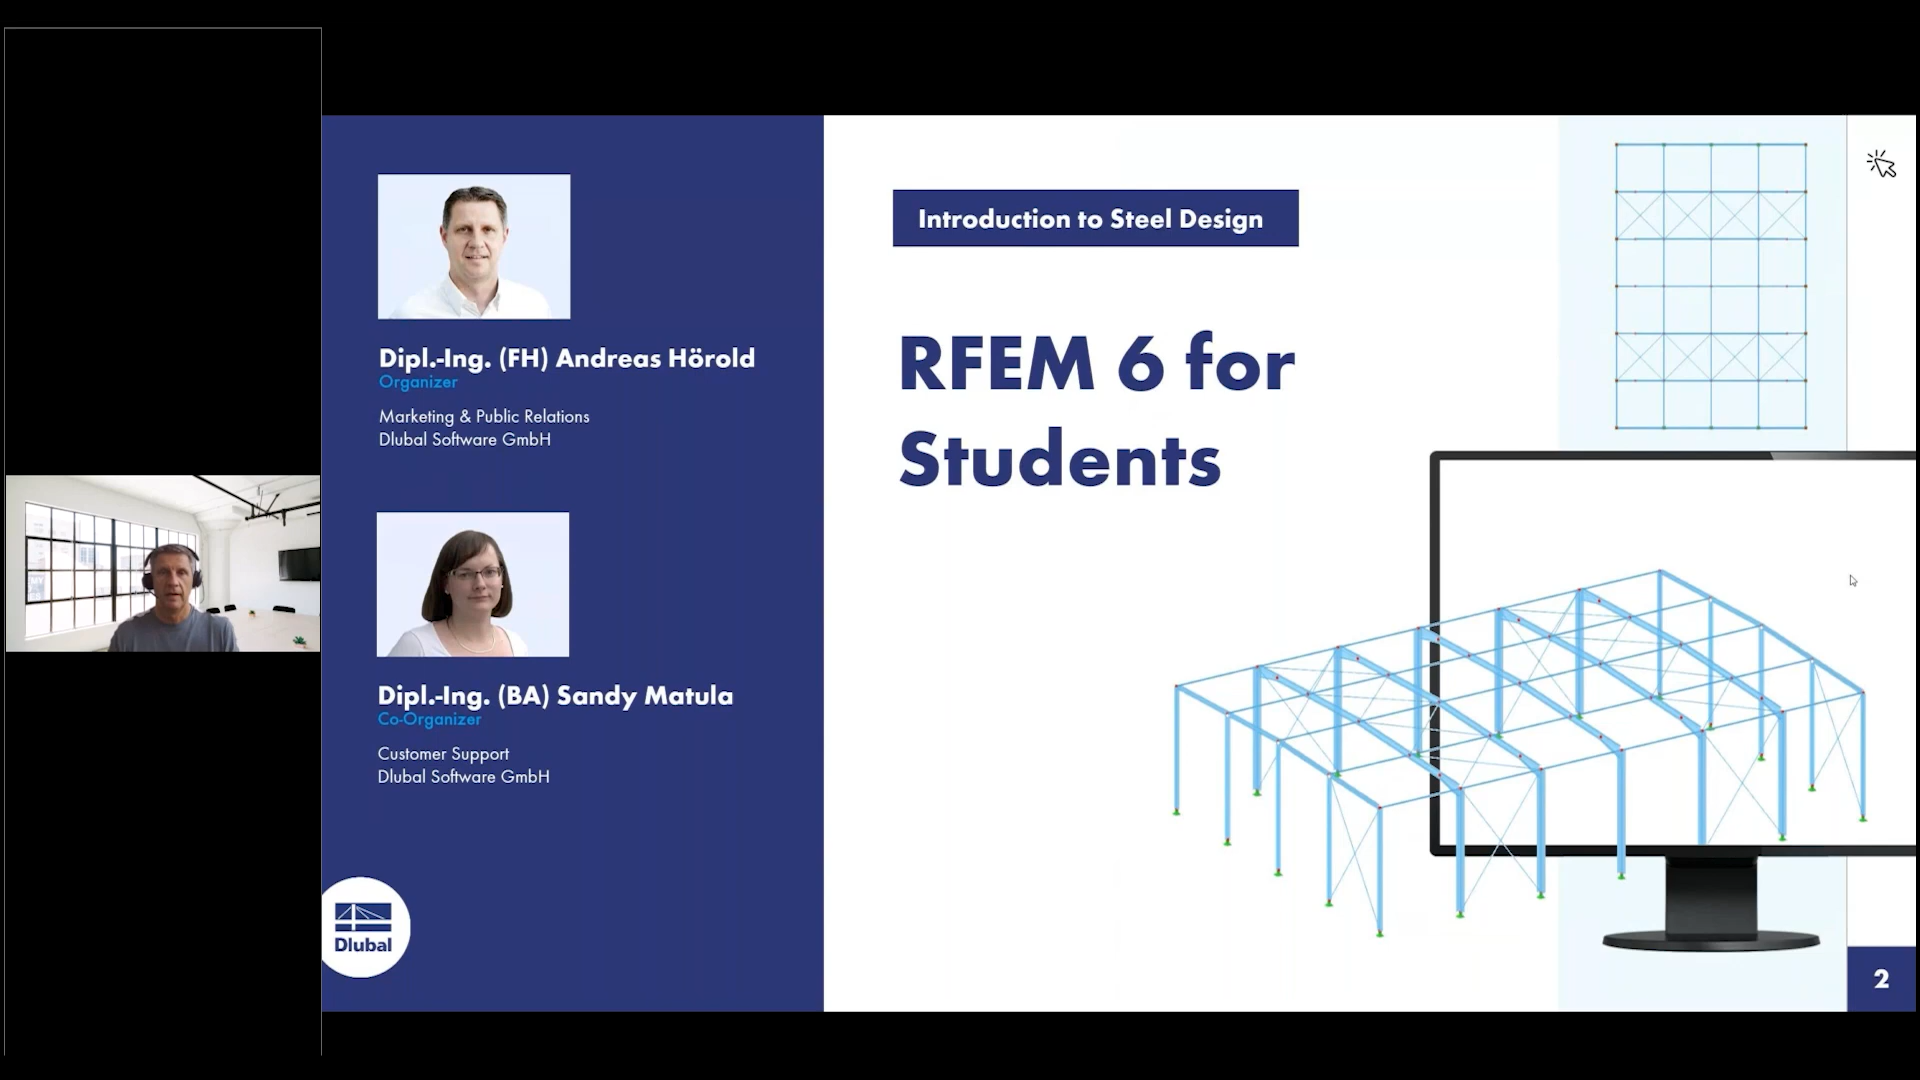 Dipl.-Ing. (FH) Andreas Hörold
Organizer
Marketing & Public Relations
Dlubal Software GmbH
Dipl.-Ing. (BA) Sandy Matula
Co-Organizer
Customer Support
Dlubal Software GmbH
Dlubal
Introduction to Steel Design
RFEM 6 for
Students
2